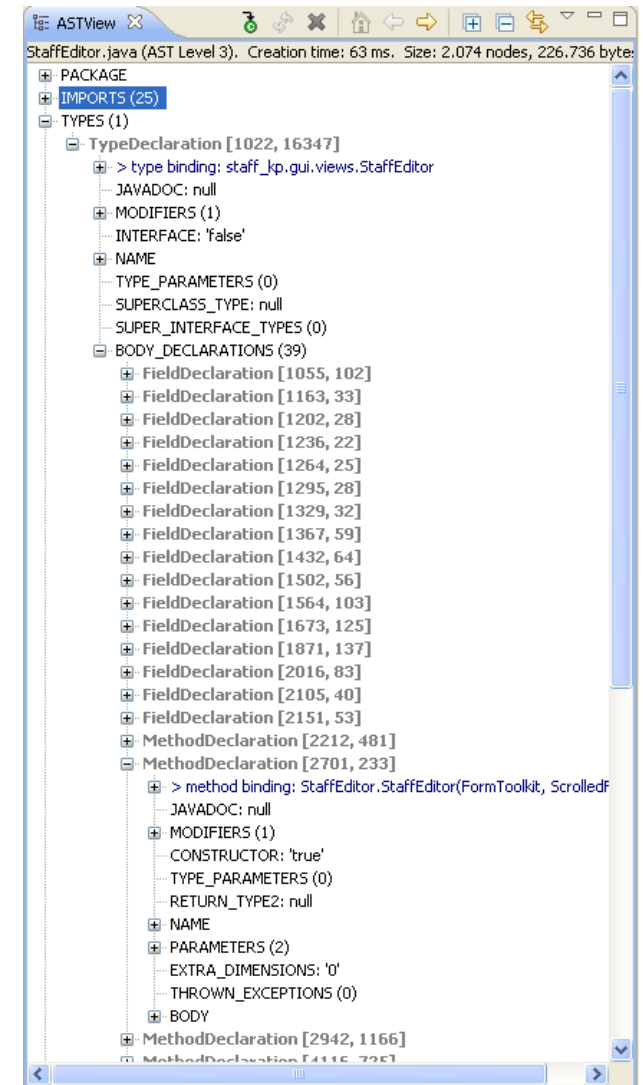 ASTView
StaffEditor.java (AST Level 3). Creation time: 63 ms. Size: 2.074 nodes, 226.736 byte
PACKAGE
IMPORTS (25)
TYPES (1)
TypeDeclaration [1022, 16347]
> type binding: staff_kp.gui.views.StaffEditor
JAVADOC: null
MODIFIERS (1)
INTERFACE: 'false'
NAME
TYPE_PARAMETERS (0)
SUPERCLASS_TYPE: null
SUPER_INTERFACE_TYPES (0)
BODY_DECLARATIONS (39)
FieldDeclaration [1055, 102]
FieldDeclaration [1163, 33]
FieldDeclaration [1202, 28]
FieldDeclaration [1236, 22]
FieldDeclaration [1264, 25]
FieldDeclaration [1295, 28]
FieldDeclaration [1329, 32]
FieldDeclaration [1367, 59]
FieldDeclaration [1432, 64]
FieldDeclaration [1502, 56]
FieldDeclaration [1564, 103]
FieldDeclaration [1673, 125]
FieldDeclaration [1871, 137]
FieldDeclaration [2016, 83]
FieldDeclaration [2105, 40]
FieldDeclaration [2151, 53]
MethodDeclaration [2212, 481]
MethodDeclaration [2701, 233]
> method binding: StaffEditor.StaffEditor(FormToolkit, ScrolledF
JAVADOC: null
MODIFIERS (1)
CONSTRUCTOR: 'true'
TYPE_PARAMETERS (0)
RETURN_TYPE2: null
NAME
PARAMETERS (2)
EXTRA_DIMENSIONS: '0'
THROWN_EXCEPTIONS (0)
BODY
MethodDeclaration [2942, 1166]
MethodDeclaration [4116, 725]